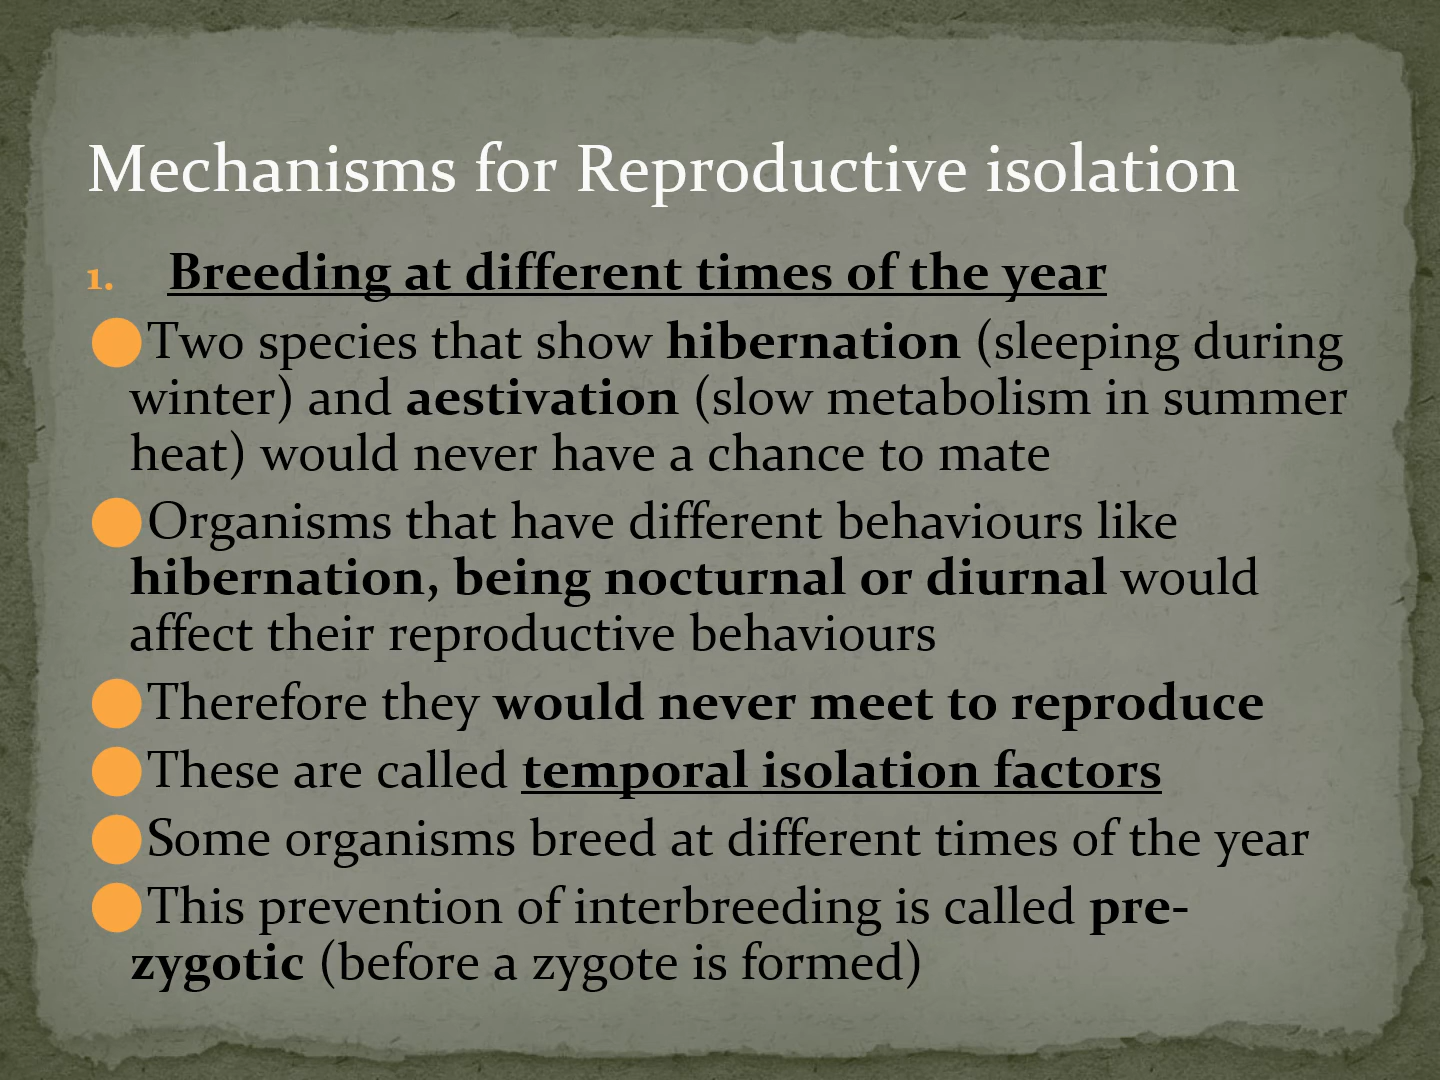 Mechanisms for Reproductive isolation
1. Breeding at different times of the year
Two species that show hibernation (sleeping during
winter) and aestivation (slow metabolism in summer
heat) would never have a chance to mate
Organisms that have different behaviours like
hibernation, being nocturnal or diurnal would
affect their reproductive behaviours
Therefore they would never meet to reproduce
These are called temporal isolation factors
Some organisms breed at different times of the year
This prevention of interbreeding is called pre-
zygotic (before a zygote is formed)